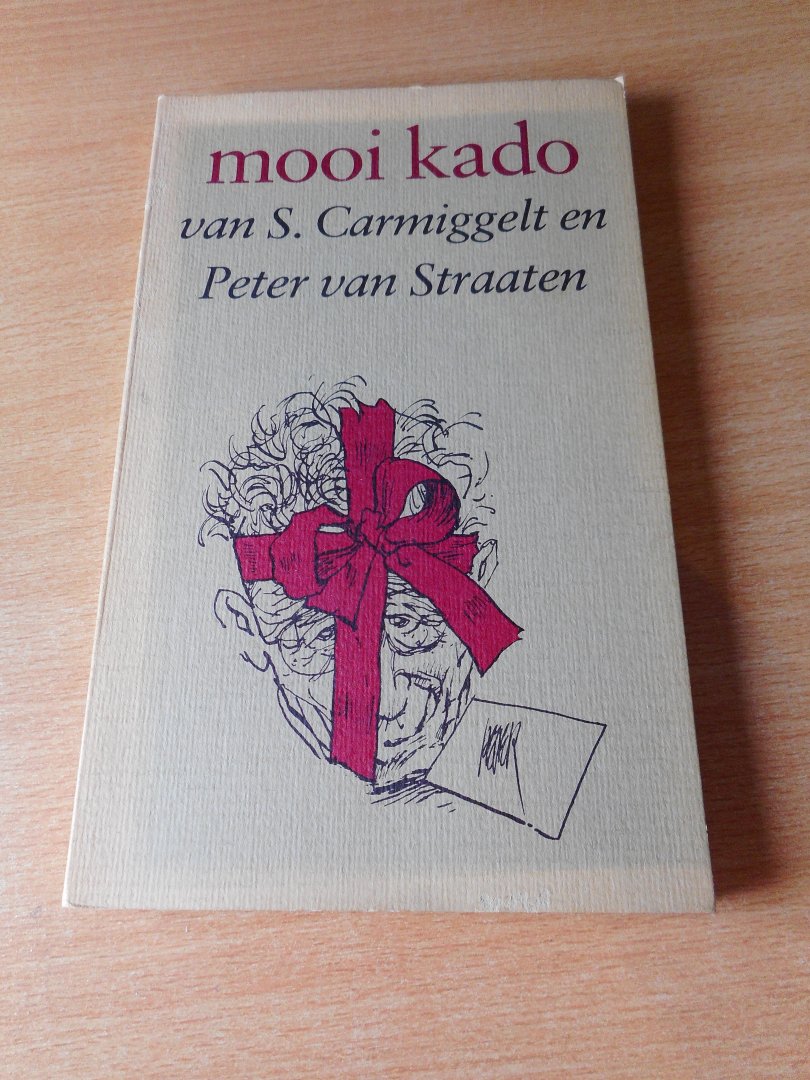 mooi kado
van S. Carmiggelt en
Peter van Straaten